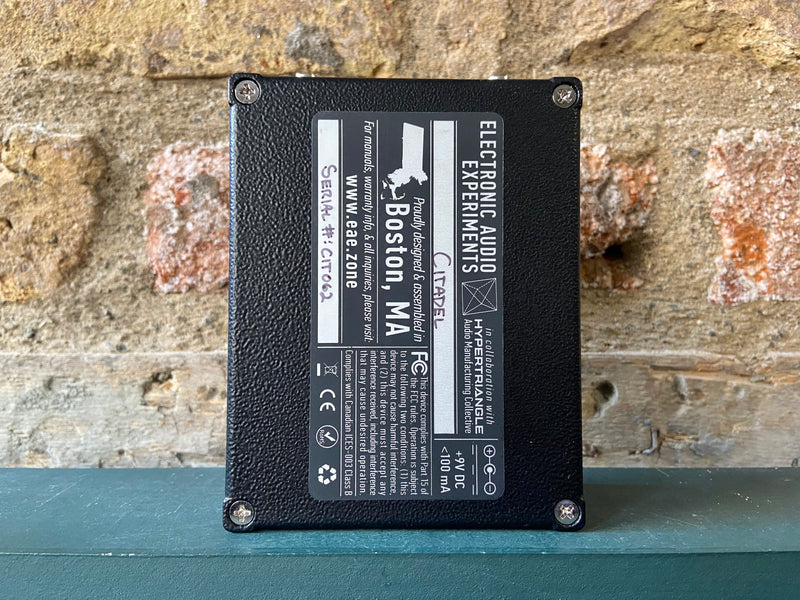 ELECTRONIC AUDIO
EXPERIMENTS
in collaboration with
HYPERTRIANGLE
Audio Manufacturing Collective
CITADEL
+9V DC
<100 mA
Proudly designed & assembled in
Boston, MA
For manuals, warranty info, & all inquiries, please visit:
www.eae.zone
SERIAL #: CIT062
FC This device complies with Part 15 of
the FCC rules. Operation is subject
to the following two conditions: (1) this
device may not cause harmful interference,
and (2) this device must accept any
interference received, including interference
that may cause undesired operation.
Complies with Canadian ICES-003 Class B
CE